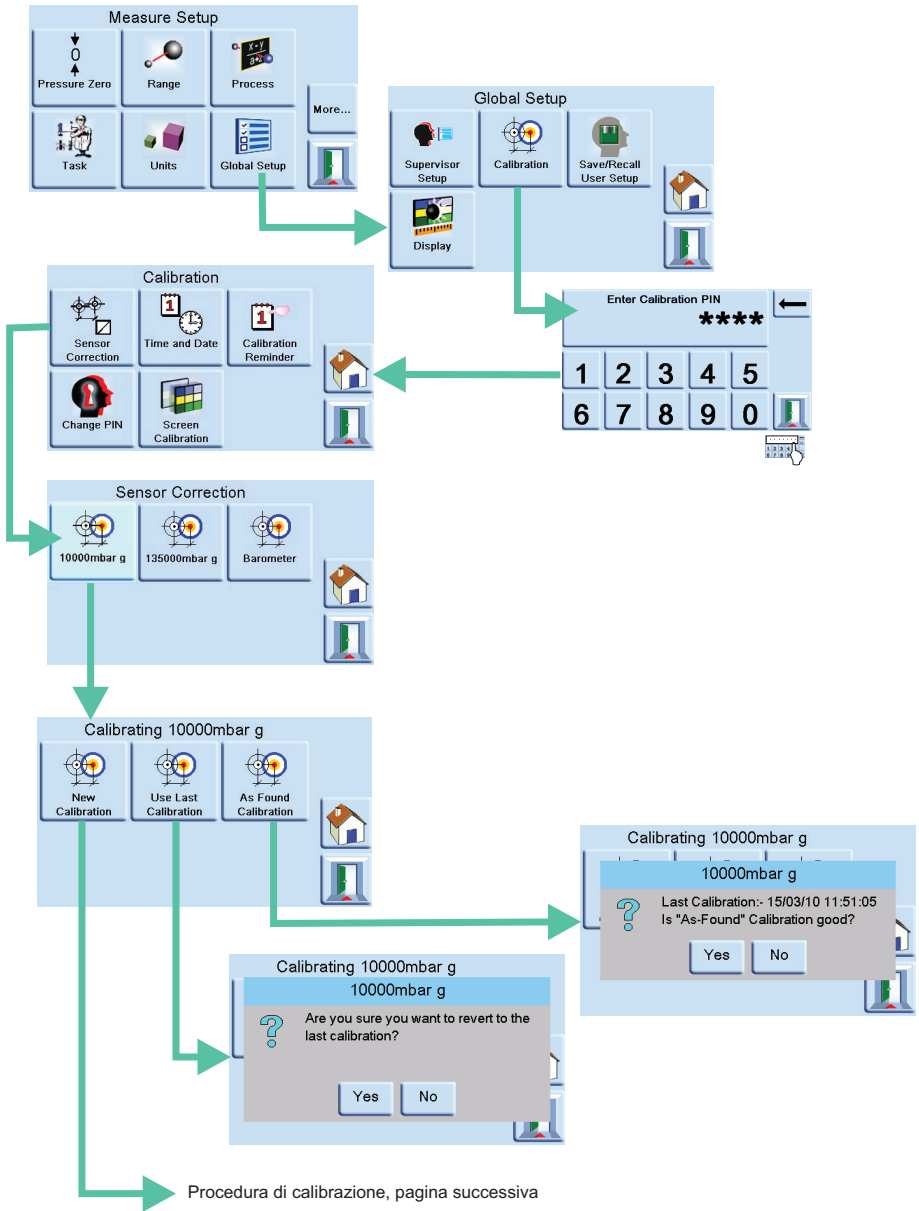 Measure Setup
0
Pressure Zero
Range
x-y
a+z
Process
More...
Task
Units
Global Setup
Global Setup
Supervisor
Setup
Calibration
Save/Recall
User Setup
Display
Enter Calibration PIN
****
1 2 3 4 5
6 7 8 9 0
Calibration
Sensor
Correction
1
Time and Date
1
Calibration
Reminder
Change PIN
Screen
Calibration
Sensor Correction
10000mbar g
135000mbar g
Barometer
Calibrating 10000mbar g
New
Calibration
Use Last
Calibration
As Found
Calibration
Calibrating 10000mbar g
10000mbar g
Last Calibration:- 15/03/10 11:51:05
Is "As-Found" Calibration good?
Yes No
Calibrating 10000mbar g
10000mbar g
Are you sure you want to revert to the
last calibration?
Yes No
Procedura di calibrazione, pagina successiva